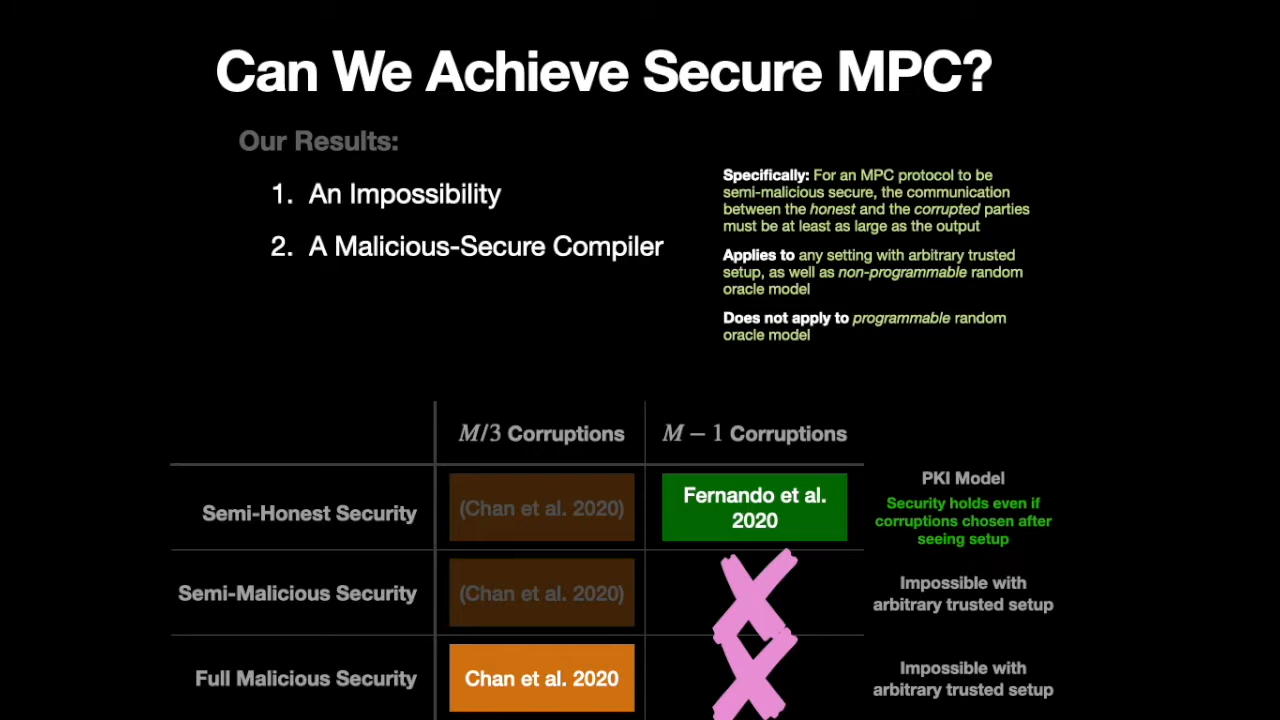 Can We Achieve Secure MPC?
Our Results:
1. An Impossibility
2. A Malicious-Secure Compiler
Specifically: For an MPC protocol to be
semi-malicious secure, the communication
between the honest and the corrupted parties
must be at least as large as the output
Applies to any setting with arbitrary trusted
setup, as well as non-programmable random
oracle model
Does not apply to programmable random
oracle model
M/3 Corruptions
M − 1 Corruptions
Semi-Honest Security
(Chan et al. 2020)
Fernando et al.
2020
PKI Model
Security holds even if
corruptions chosen after
seeing setup
Semi-Malicious Security
(Chan et al. 2020)
Impossible with
arbitrary trusted setup
Full Malicious Security
Chan et al. 2020
Impossible with
arbitrary trusted setup